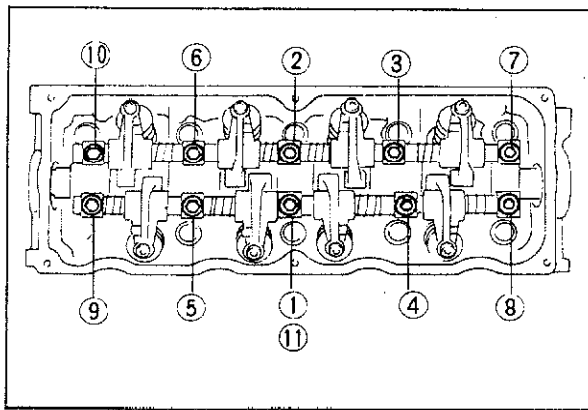 ⑩ ⑥ ② ③ ⑦
⑨ ⑤ ① ④ ⑧
⑪